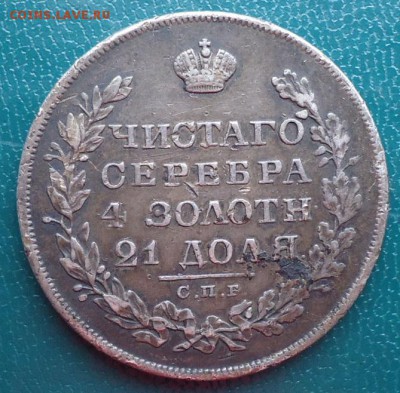 COINS.LAVE.RU
ЧИСТАГО
СЕРЕБРА
4 ЗОЛОТН
21 ДОЛЯ
С.П.Г